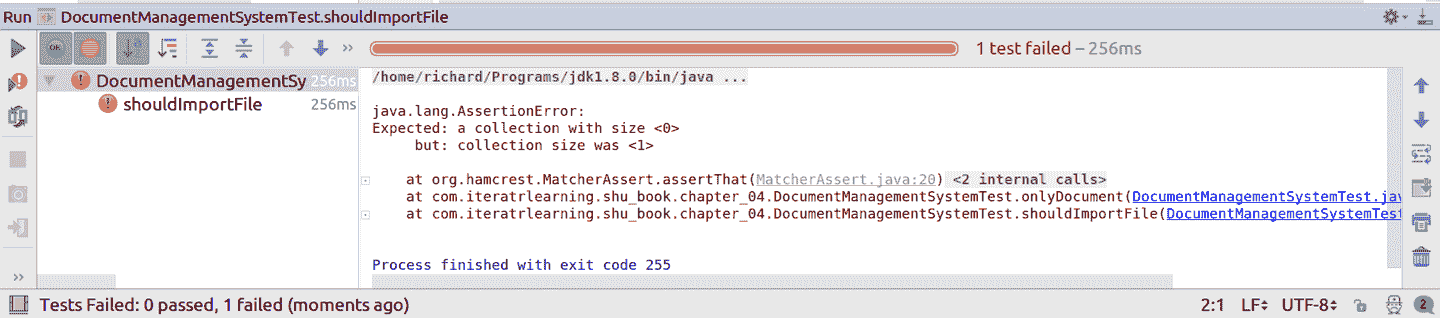 Run DocumentManagementSystemTest.shouldImportFile
OK
»
1 test failed – 256ms
DocumentManagementSy 256ms
shouldImportFile 256ms
/home/richard/Programs/jdk1.8.0/bin/java ...
java.lang.AssertionError:
Expected: a collection with size <0>
but: collection size was <1>
at org.hamcrest.MatcherAssert.assertThat(MatcherAssert.java:20) <2 internal calls>
at com.iteratrlearning.shu_book.chapter_04.DocumentManagementSystemTest.onlyDocument(DocumentManagementSystemTest.jav
at com.iteratrlearning.shu_book.chapter_04.DocumentManagementSystemTest.shouldImportFile(DocumentManagementSystemTest
Process finished with exit code 255
»
Tests Failed: 0 passed, 1 failed (moments ago)
2:1 LF UTF-8 2